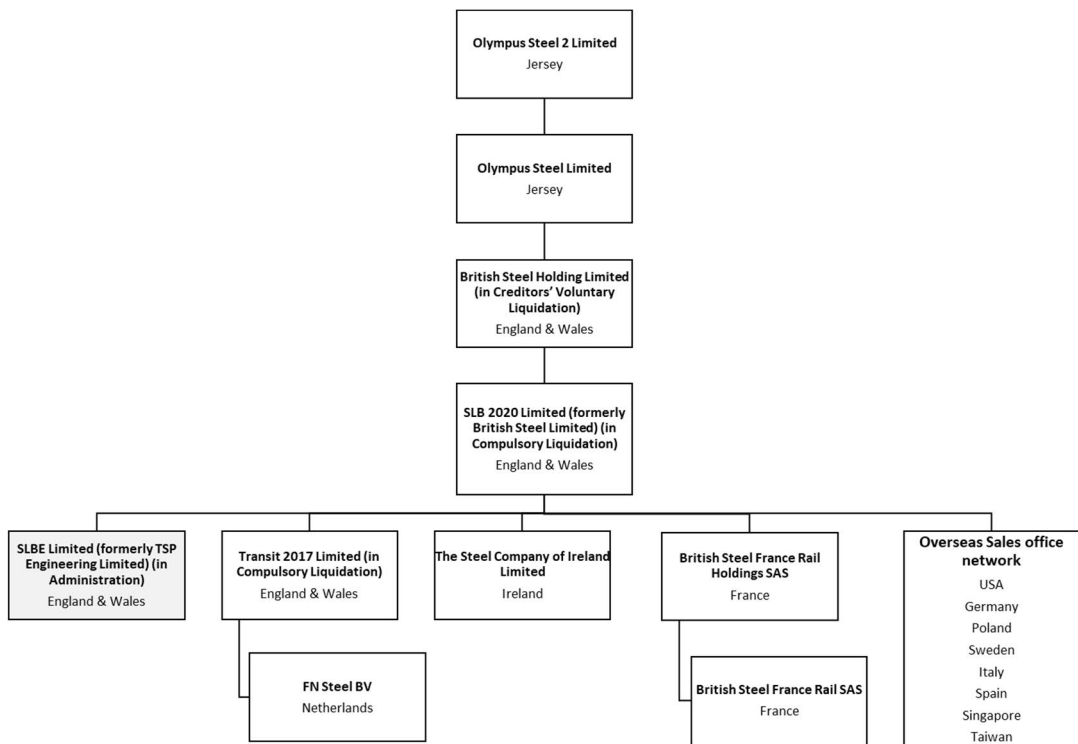 Olympus Steel 2 Limited
Jersey
Olympus Steel Limited
Jersey
British Steel Holding Limited
(in Creditors’ Voluntary
Liquidation)
England & Wales
SLB 2020 Limited (formerly
British Steel Limited) (in
Compulsory Liquidation)
England & Wales
SLBE Limited (formerly TSP
Engineering Limited) (in
Administration)
England & Wales
Transit 2017 Limited (in
Compulsory Liquidation)
England & Wales
The Steel Company of Ireland
Limited
Ireland
British Steel France Rail
Holdings SAS
France
Overseas Sales office
network
USA
Germany
Poland
Sweden
Italy
Spain
Singapore
Taiwan
FN Steel BV
Netherlands
British Steel France Rail SAS
France